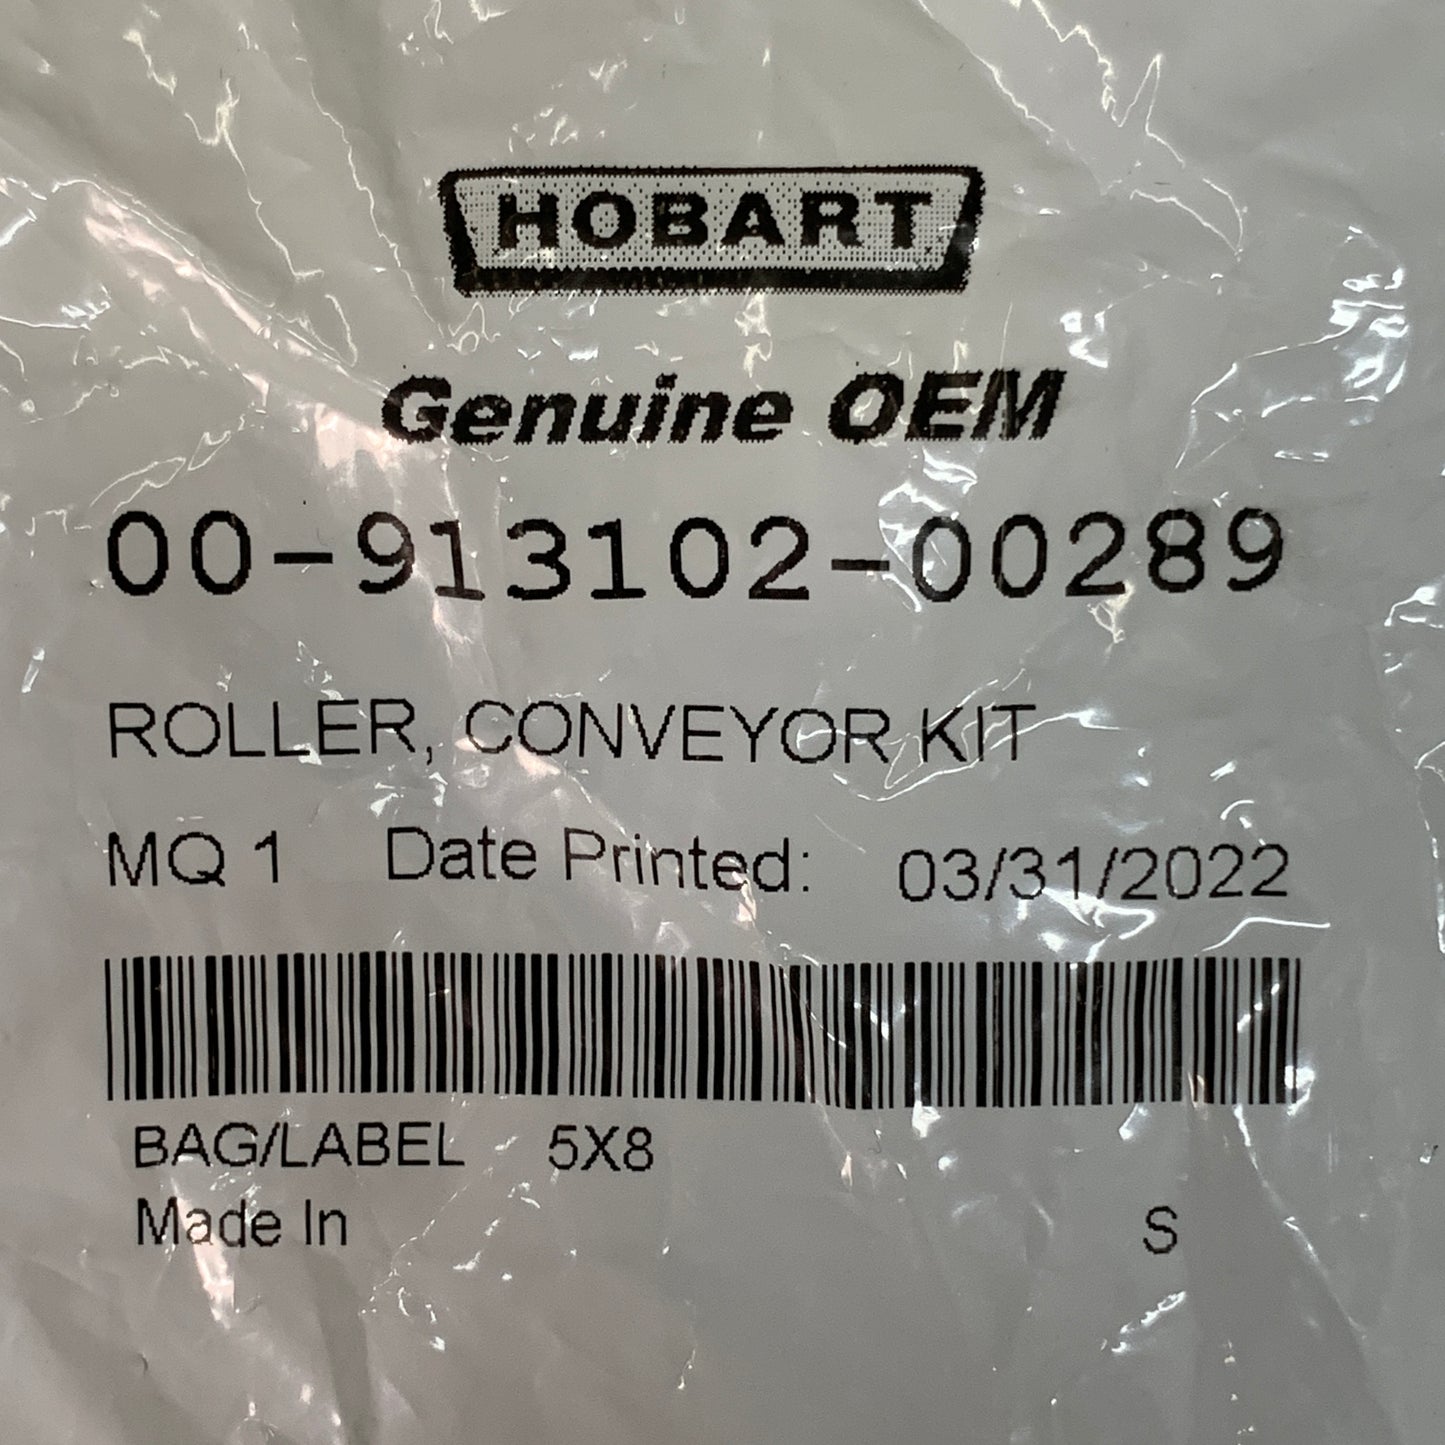 HOBART
Genuine OEM
00-913102-00289
ROLLER, CONVEYOR KIT
MQ 1 Date Printed: 03/31/2022
BAG/LABEL 5X8
Made In S